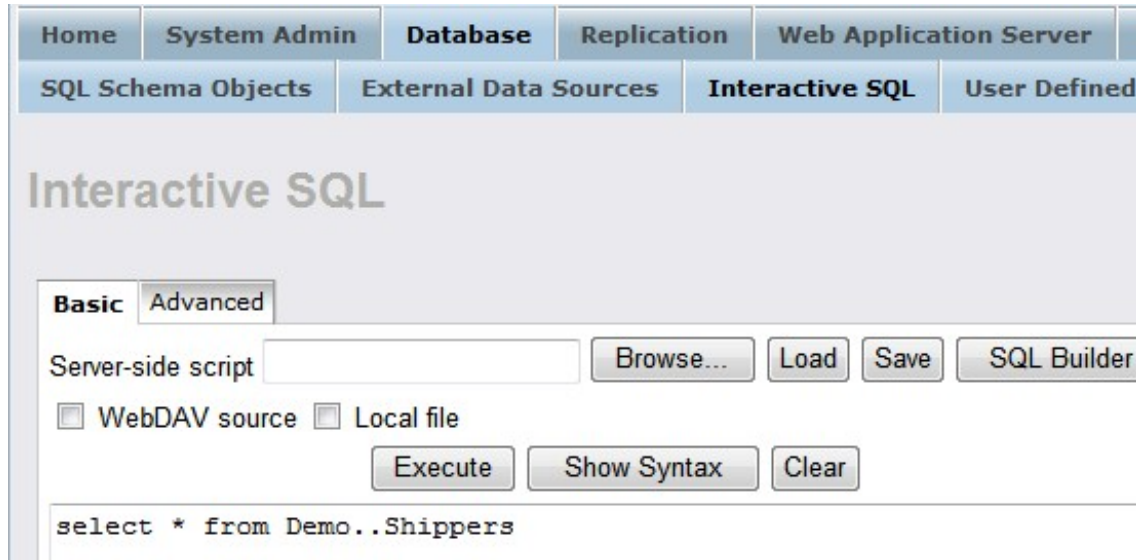 Home System Admin Database Replication Web Application Server
SQL Schema Objects External Data Sources Interactive SQL User Defined
Interactive SQL
Basic Advanced
Server-side script Browse... Load Save SQL Builder
WebDAV source Local file
Execute Show Syntax Clear
select * from Demo..Shippers